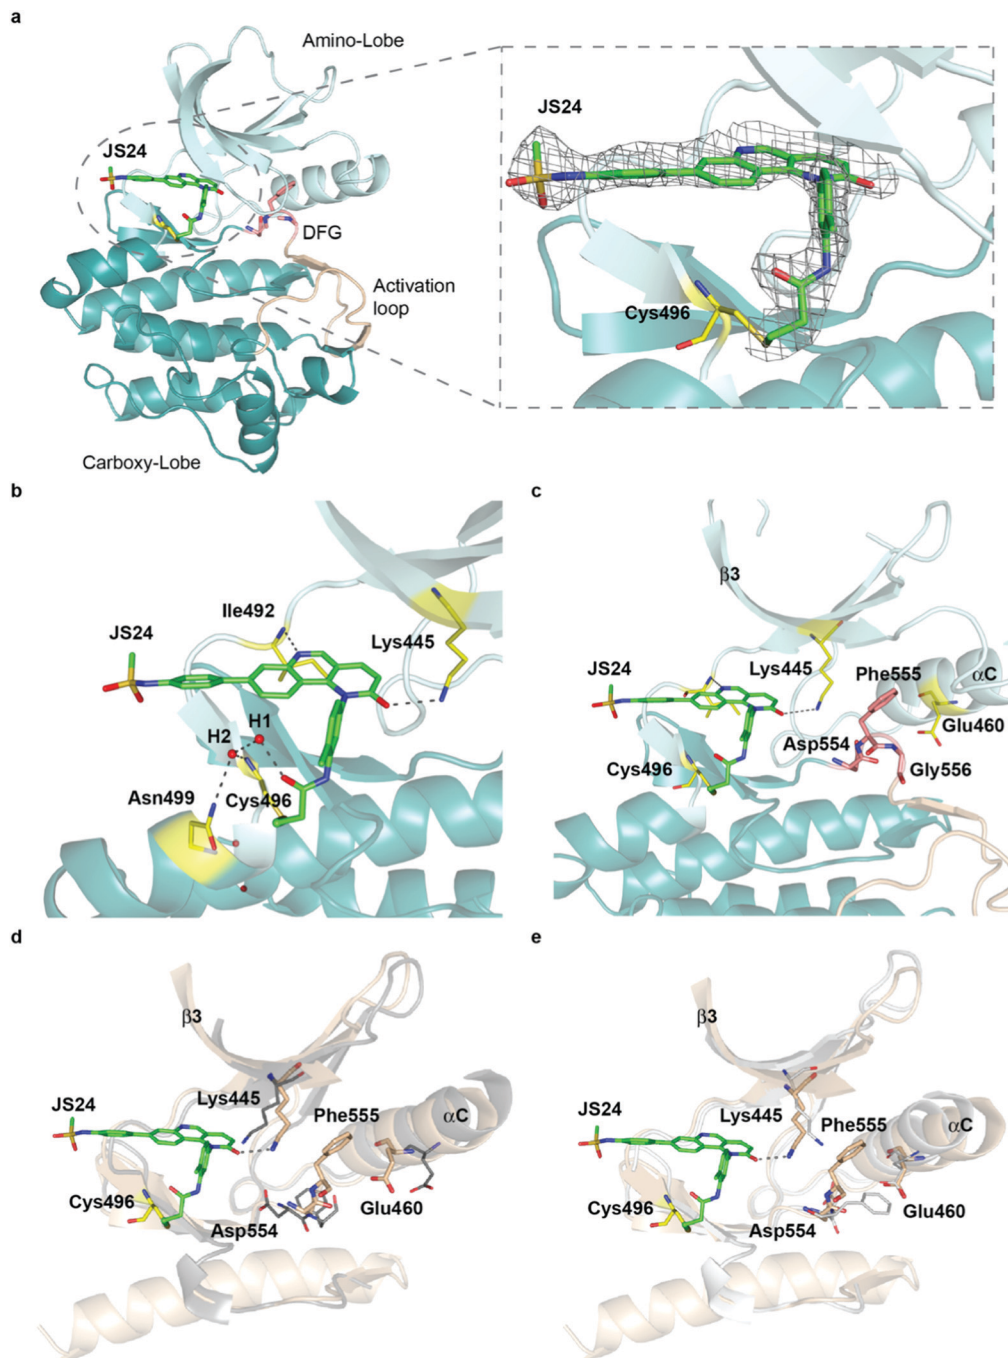 a
Amino-Lobe
JS24
JS24
DFG
Activation
loop
Cys496
Carboxy-Lobe
b
c
β3
Ile492
JS24
Lys445
Lys445
JS24
Phe555
αC
H1
H2
Asp554
Glu460
Asn499
Cys496
Cys496
Gly556
d
e
β3
β3
Lys445
Lys445
JS24
Phe555
αC
JS24
Phe555
αC
Cys496
Glu460
Cys496
Glu460
Asp554
Asp554